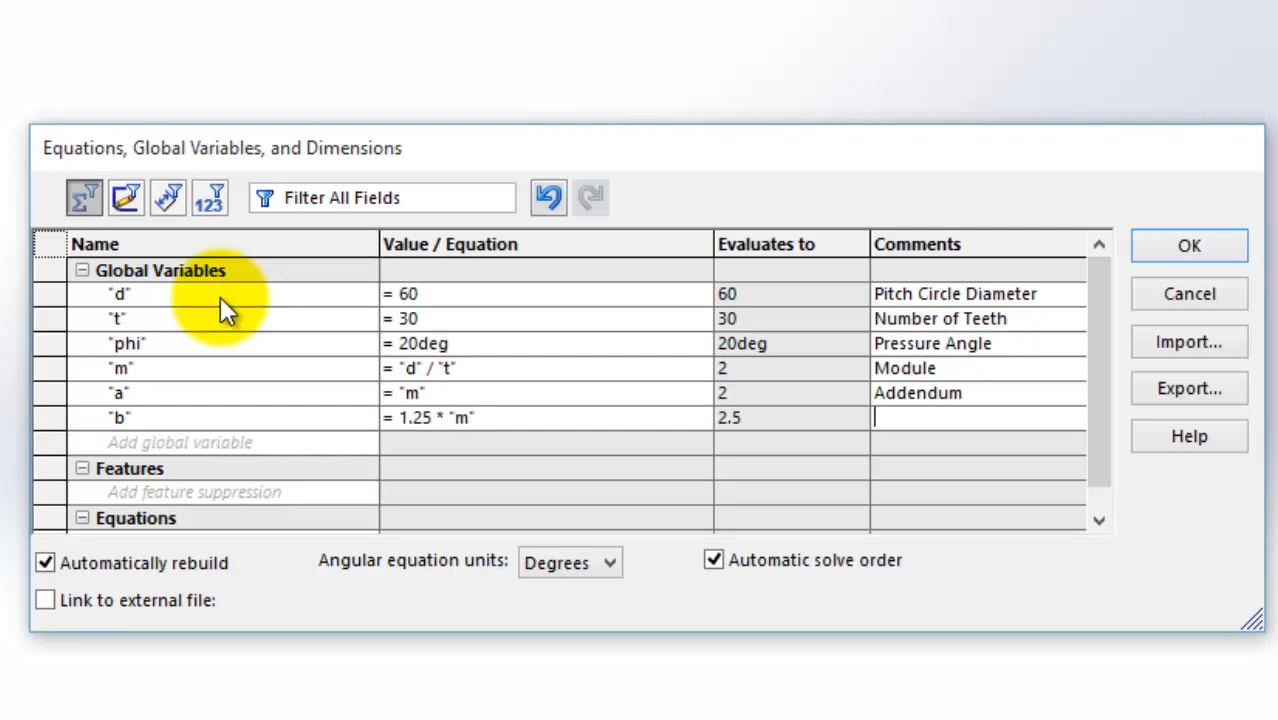 Equations, Global Variables, and Dimensions
123 Filter All Fields
Name Value / Equation Evaluates to Comments
Global Variables
"d" = 60 60 Pitch Circle Diameter
"t" = 30 30 Number of Teeth
"phi" = 20deg 20deg Pressure Angle
"m" = "d" / "t" 2 Module
"a" = "m" 2 Addendum
"b" = 1.25 * "m" 2.5
Add global variable
Features
Add feature suppression
Equations
OK
Cancel
Import...
Export...
Help
Automatically rebuild Angular equation units: Degrees Automatic solve order
Link to external file: